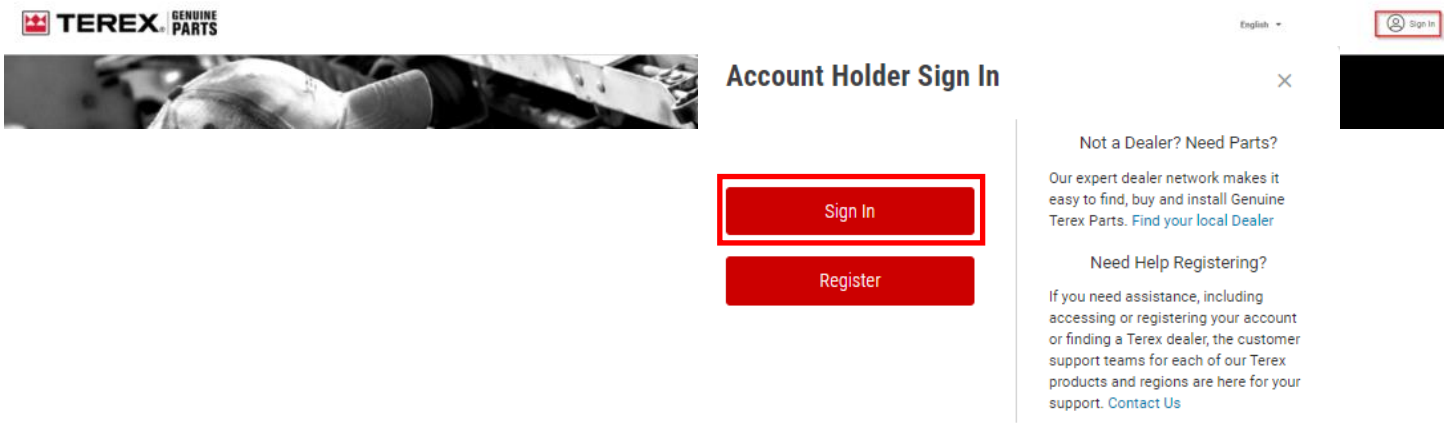 TEREX® GENUINE PARTS
English
Sign In
Account Holder Sign In
Sign In
Register
Not a Dealer? Need Parts?
Our expert dealer network makes it
easy to find, buy and install Genuine
Terex Parts. Find your local Dealer
Need Help Registering?
If you need assistance, including
accessing or registering your account
or finding a Terex dealer, the customer
support teams for each of our Terex
products and regions are here for your
support. Contact Us